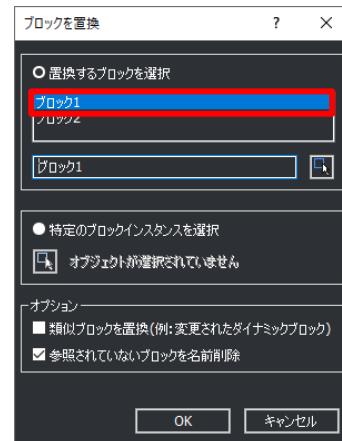 ブロックを置換 ? ×
置換するブロックを選択
ブロック1
ブロック2
ブロック1
特定のブロックインスタンスを選択
オブジェクトが選択されていません
オプション
類似ブロックを置換(例: 変更されたダイナミックブロック)
参照されていないブロックを名前削除
OK キャンセル